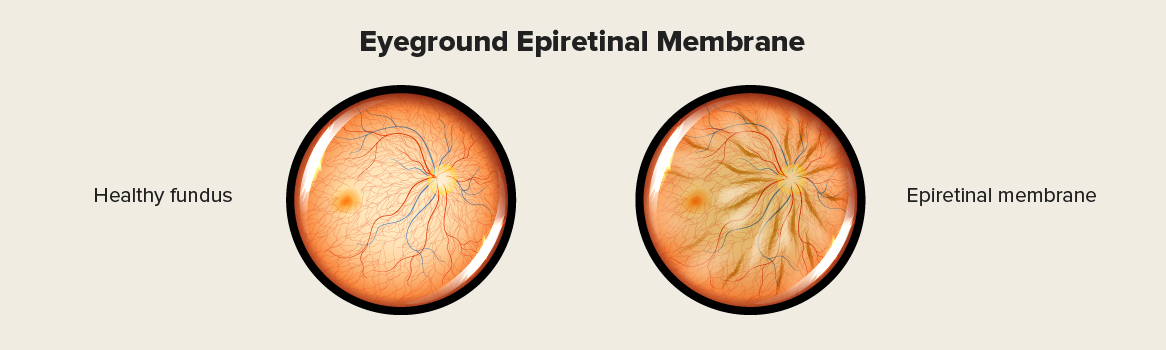 Eyeground Epiretinal Membrane
Healthy fundus
Epiretinal membrane